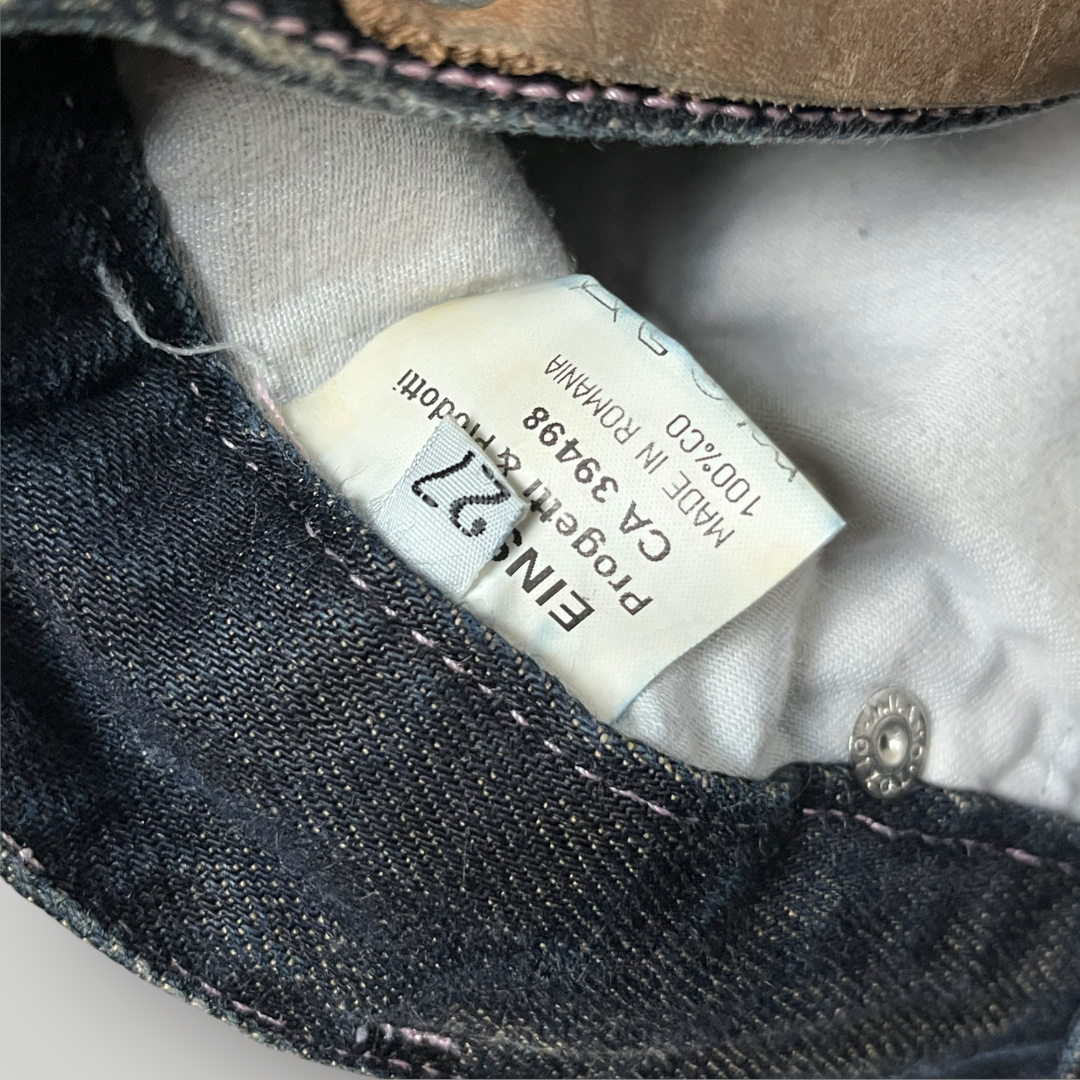 27
EINS
Progetti & Prodotti
CA 39498
MADE IN ROMANIA
100%CO